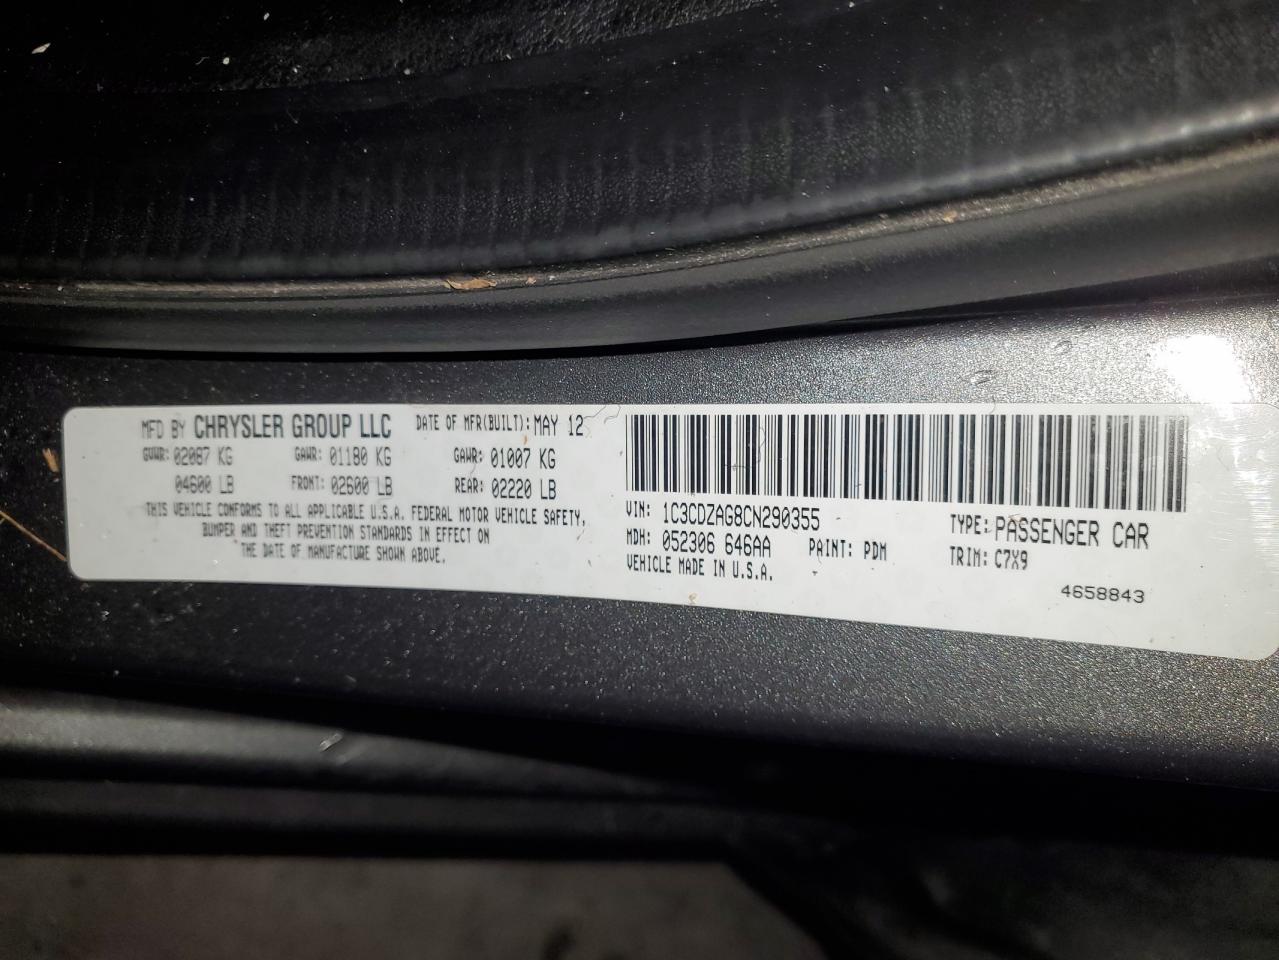 MFD BY CHRYSLER GROUP LLC DATE OF MFR(BUILT): MAY 12
GVWR: 02087 KG GAWR: 01180 KG GAWR: 01007 KG
04600 LB FRONT: 02600 LB REAR: 02220 LB
THIS VEHICLE CONFORMS TO ALL APPLICABLE U.S.A. FEDERAL MOTOR VEHICLE SAFETY,
BUMPER AND THEFT PREVENTION STANDARDS IN EFFECT ON
THE DATE OF MANUFACTURE SHOWN ABOVE.
VIN: 1C3CDZAG8CN290355 TYPE: PASSENGER CAR
MDH: 052306 646AA PAINT: PDM TRIM: C7X9
VEHICLE MADE IN U.S.A.
4658843